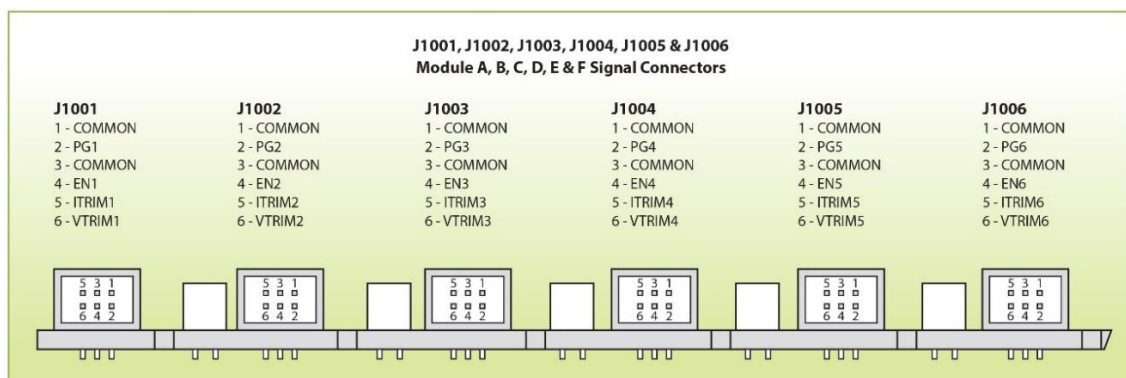 J1001, J1002, J1003, J1004, J1005 & J1006
Module A, B, C, D, E & F Signal Connectors
J1001
1 - COMMON
2 - PG1
3 - COMMON
4 - EN1
5 - ITRIM1
6 - VTRIM1
J1002
1 - COMMON
2 - PG2
3 - COMMON
4 - EN2
5 - ITRIM2
6 - VTRIM2
J1003
1 - COMMON
2 - PG3
3 - COMMON
4 - EN3
5 - ITRIM3
6 - VTRIM3
J1004
1 - COMMON
2 - PG4
3 - COMMON
4 - EN4
5 - ITRIM4
6 - VTRIM4
J1005
1 - COMMON
2 - PG5
3 - COMMON
4 - EN5
5 - ITRIM5
6 - VTRIM5
J1006
1 - COMMON
2 - PG6
3 - COMMON
4 - EN6
5 - ITRIM6
6 - VTRIM6
5 3 1
6 4 2
5 3 1
6 4 2
5 3 1
6 4 2
5 3 1
6 4 2
5 3 1
6 4 2
5 3 1
6 4 2